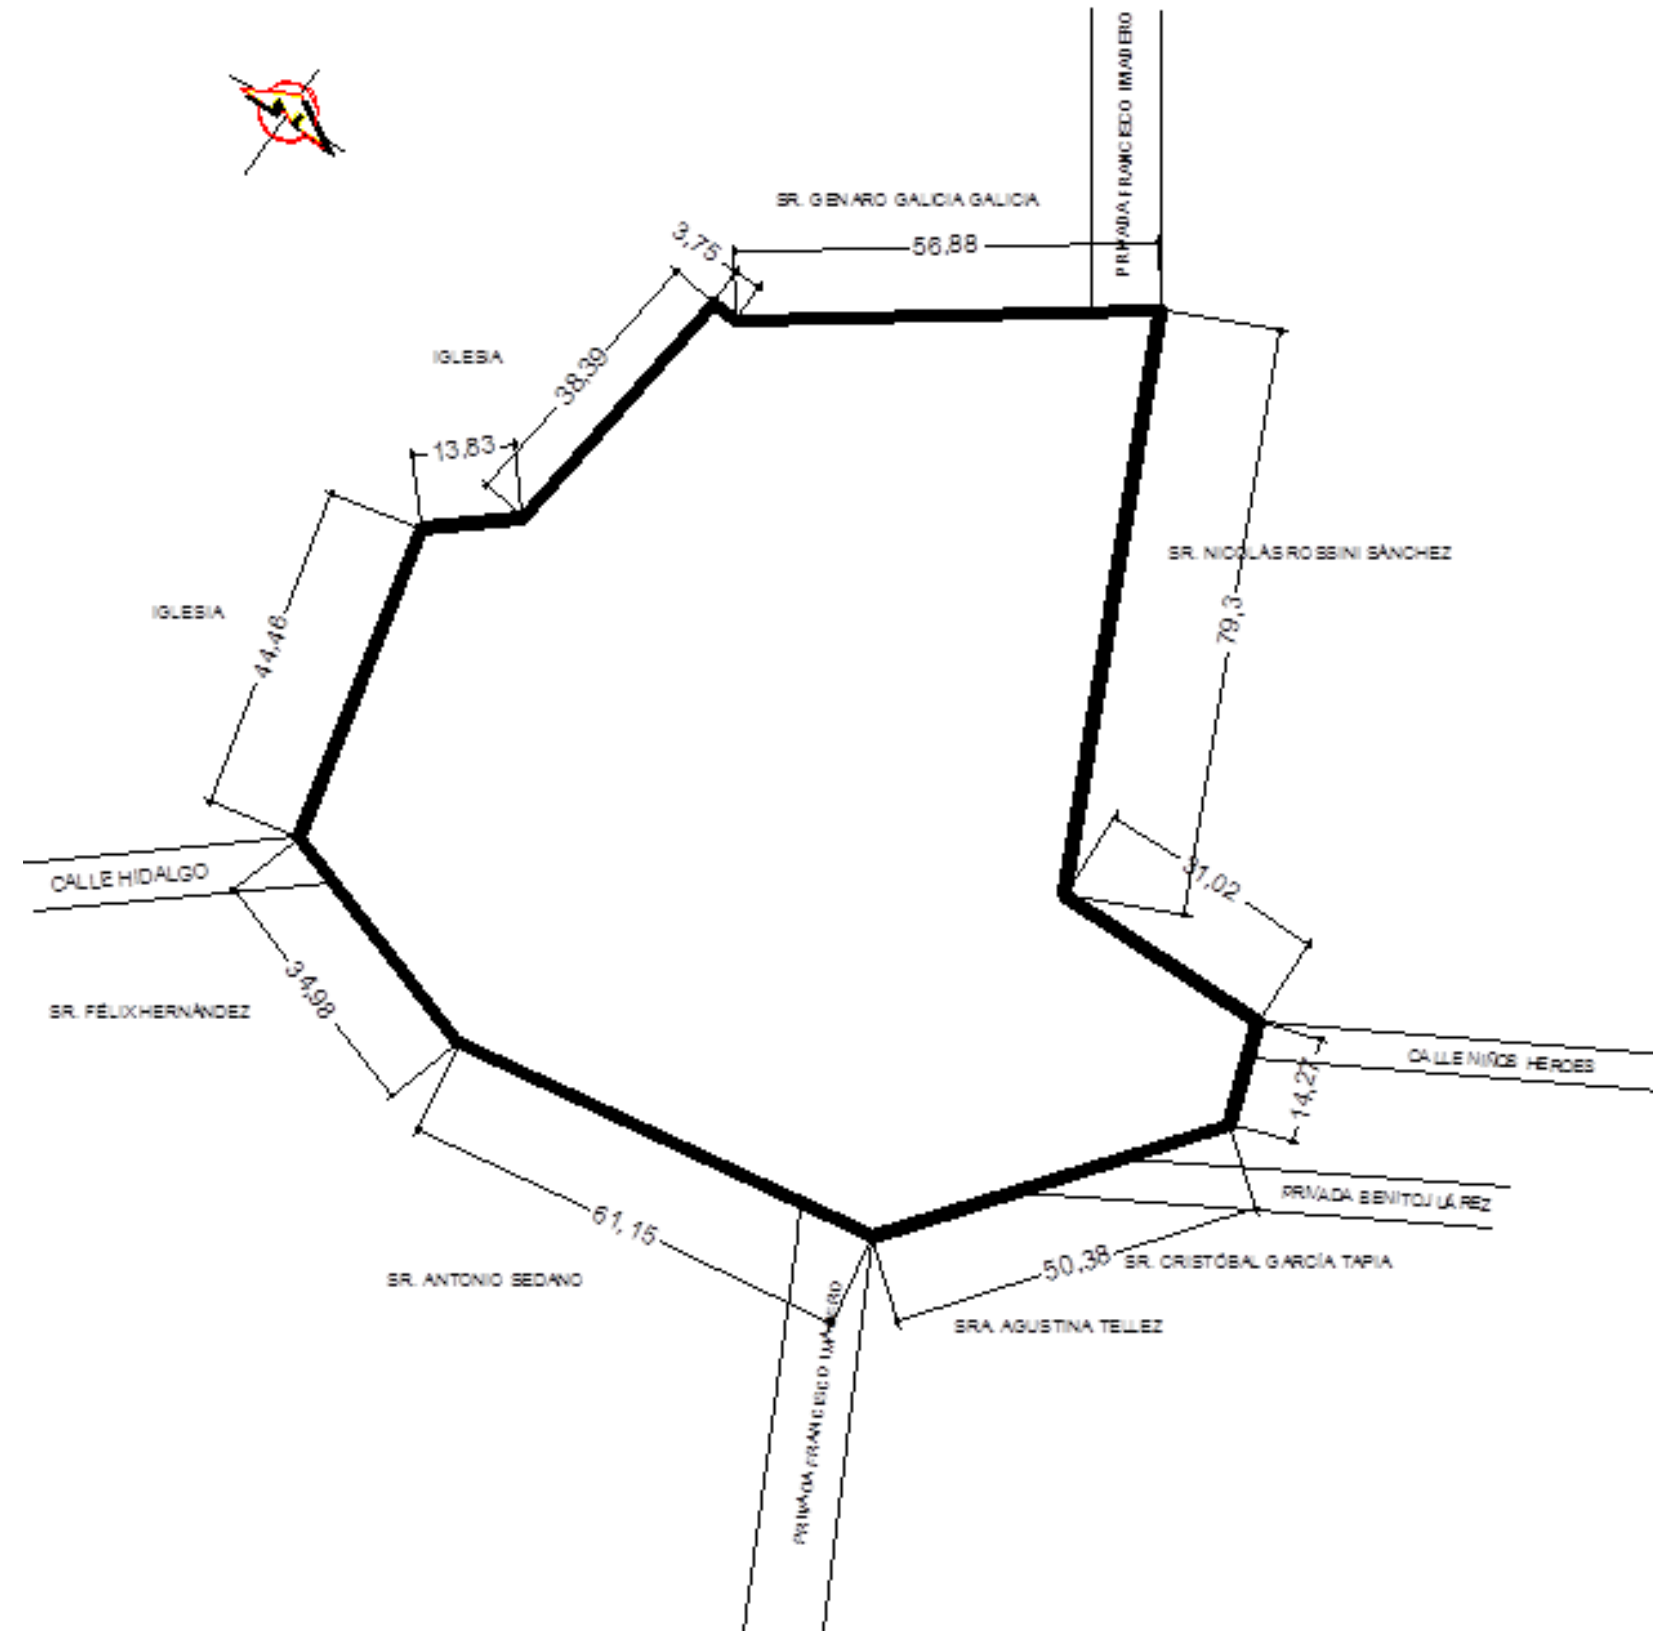 PRIVADA FRANCISCO I MADERO
SR. GENARO GALICIA GALICIA
3,75
56,88
IGLESIA
38,39
13,83
SR. NICOLÁS ROSSINI SÁNCHEZ
IGLESIA
44,46
79,3
CALLE HIDALGO
31,02
34,98
SR. FÉLIX HERNÁNDEZ
CALLE NIÑOS HEROES
14,27
PRIVADA BENITO JUÁREZ
61,15
50,38
SR. CRISTÓBAL GARCÍA TAPIA
SR. ANTONIO SEDANO
SRA. AGUSTINA TELLEZ
PRIVADA FRANCISCO I MADERO